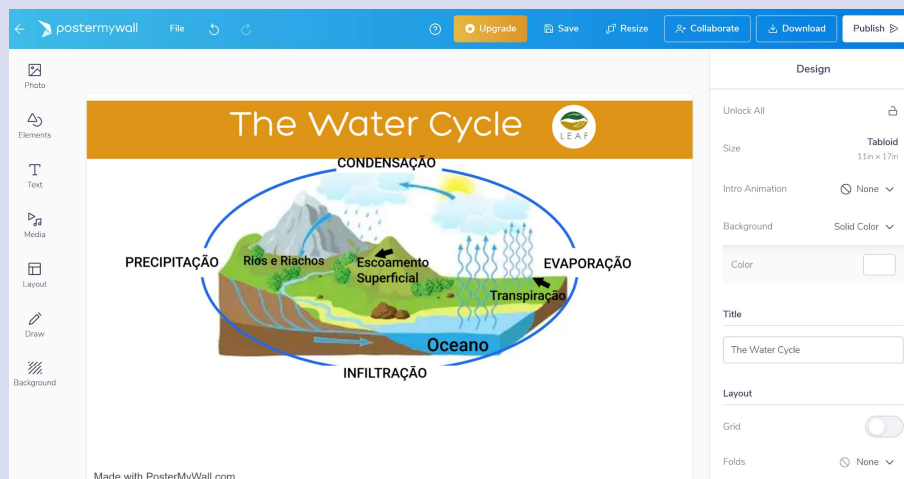 postermywall
File
Upgrade
Save
Resize
Collaborate
Download
Publish
Photo
Elements
Text
Media
Layout
Draw
Background
The Water Cycle
LEAF
CONDENSAÇÃO
PRECIPITAÇÃO
Rios e Riachos
Escoamento
Superficial
EVAPORAÇÃO
Transpiração
Oceano
INFILTRAÇÃO
Made with PosterMyWall.com
Design
Unlock All
Size
Tabloid
11in × 17in
Intro Animation
None
Background
Solid Color
Color
Title
The Water Cycle
Layout
Grid
Folds
None